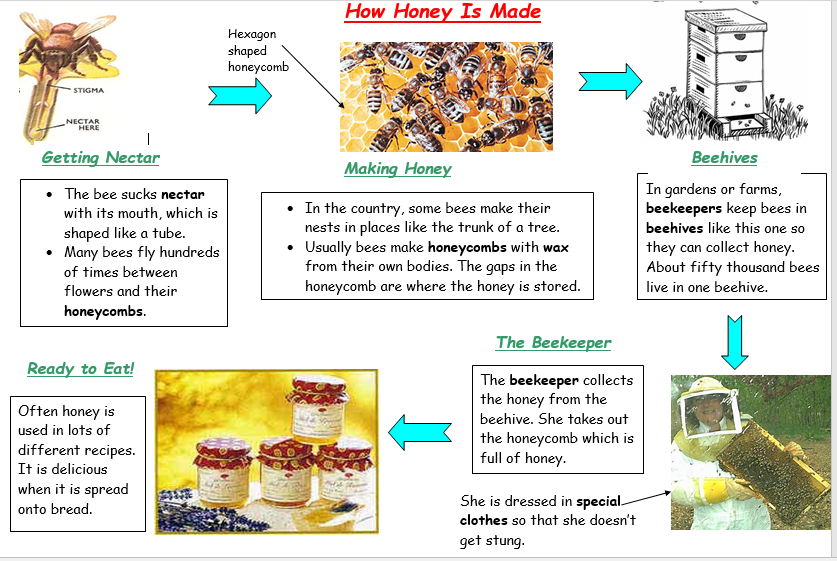 How Honey Is Made
Hexagon
shaped
honeycomb
STIGMA
NECTAR
HERE
Getting Nectar
• The bee sucks nectar
with its mouth, which is
shaped like a tube.
• Many bees fly hundreds
of times between
flowers and their
honeycombs.
Making Honey
• In the country, some bees make their
nests in places like the trunk of a tree.
• Usually bees make honeycombs with wax
from their own bodies. The gaps in the
honeycomb are where the honey is stored.
Beehives
In gardens or farms,
beekeepers keep bees in
beehives like this one so
they can collect honey.
About fifty thousand bees
live in one beehive.
The Beekeeper
The beekeeper collects
the honey from the
beehive. She takes out
the honeycomb which is
full of honey.
She is dressed in special
clothes so that she doesn't
get stung.
Ready to Eat!
Often honey is
used in lots of
different recipes.
It is delicious
when it is spread
onto bread.